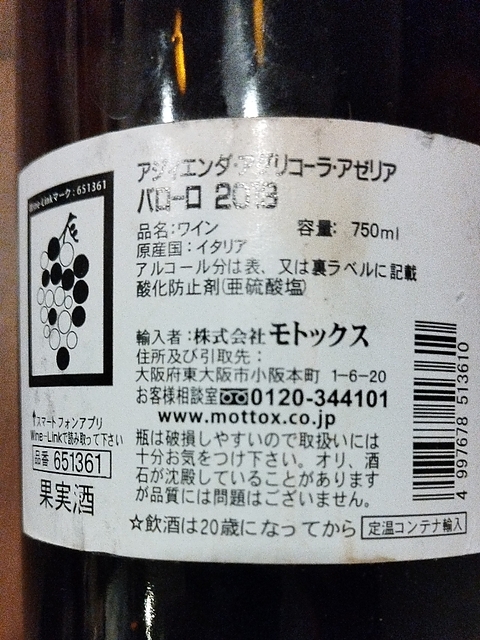 アジィエンダ・アグリコーラ・アゼリア
バローロ
Wine-Linkマーク:651361
品名:ワイン 容量: 750ml
原産国:イタリア
アルコール分は表、又は裏ラベルに記載
酸化防止剤(亜硫酸塩)
輸入者:株式会社 モトックス
住所及び引取先:
大阪府東大阪市小阪本町 1-6-20
お客様相談室 0120-344101
www.mottox.co.jp
↑スマートフォンアプリ
Wine-Linkで読み取って下さい
品番 651361
果実酒
瓶は破損しやすいので取扱いには
十分お気をつけ下さい。オリ、酒
石が沈殿していることがあります
が品質には問題はございません。
☆飲酒は20歳になってから 定温コンテナ輸入
4 997678 513610